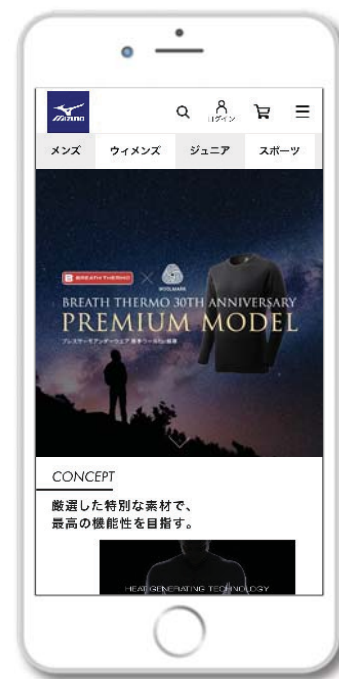 Mizuno
ログイン
メンズ ウィメンズ ジュニア スポーツ
BREATH THERMO
WOOLMARK
BREATH THERMO 30TH ANNIVERSARY
PREMIUM MODEL
CONCEPT
厳選した特別な素材で、
最高の機能性を目指す。
HEAT GENERATING TECHNOLOGY